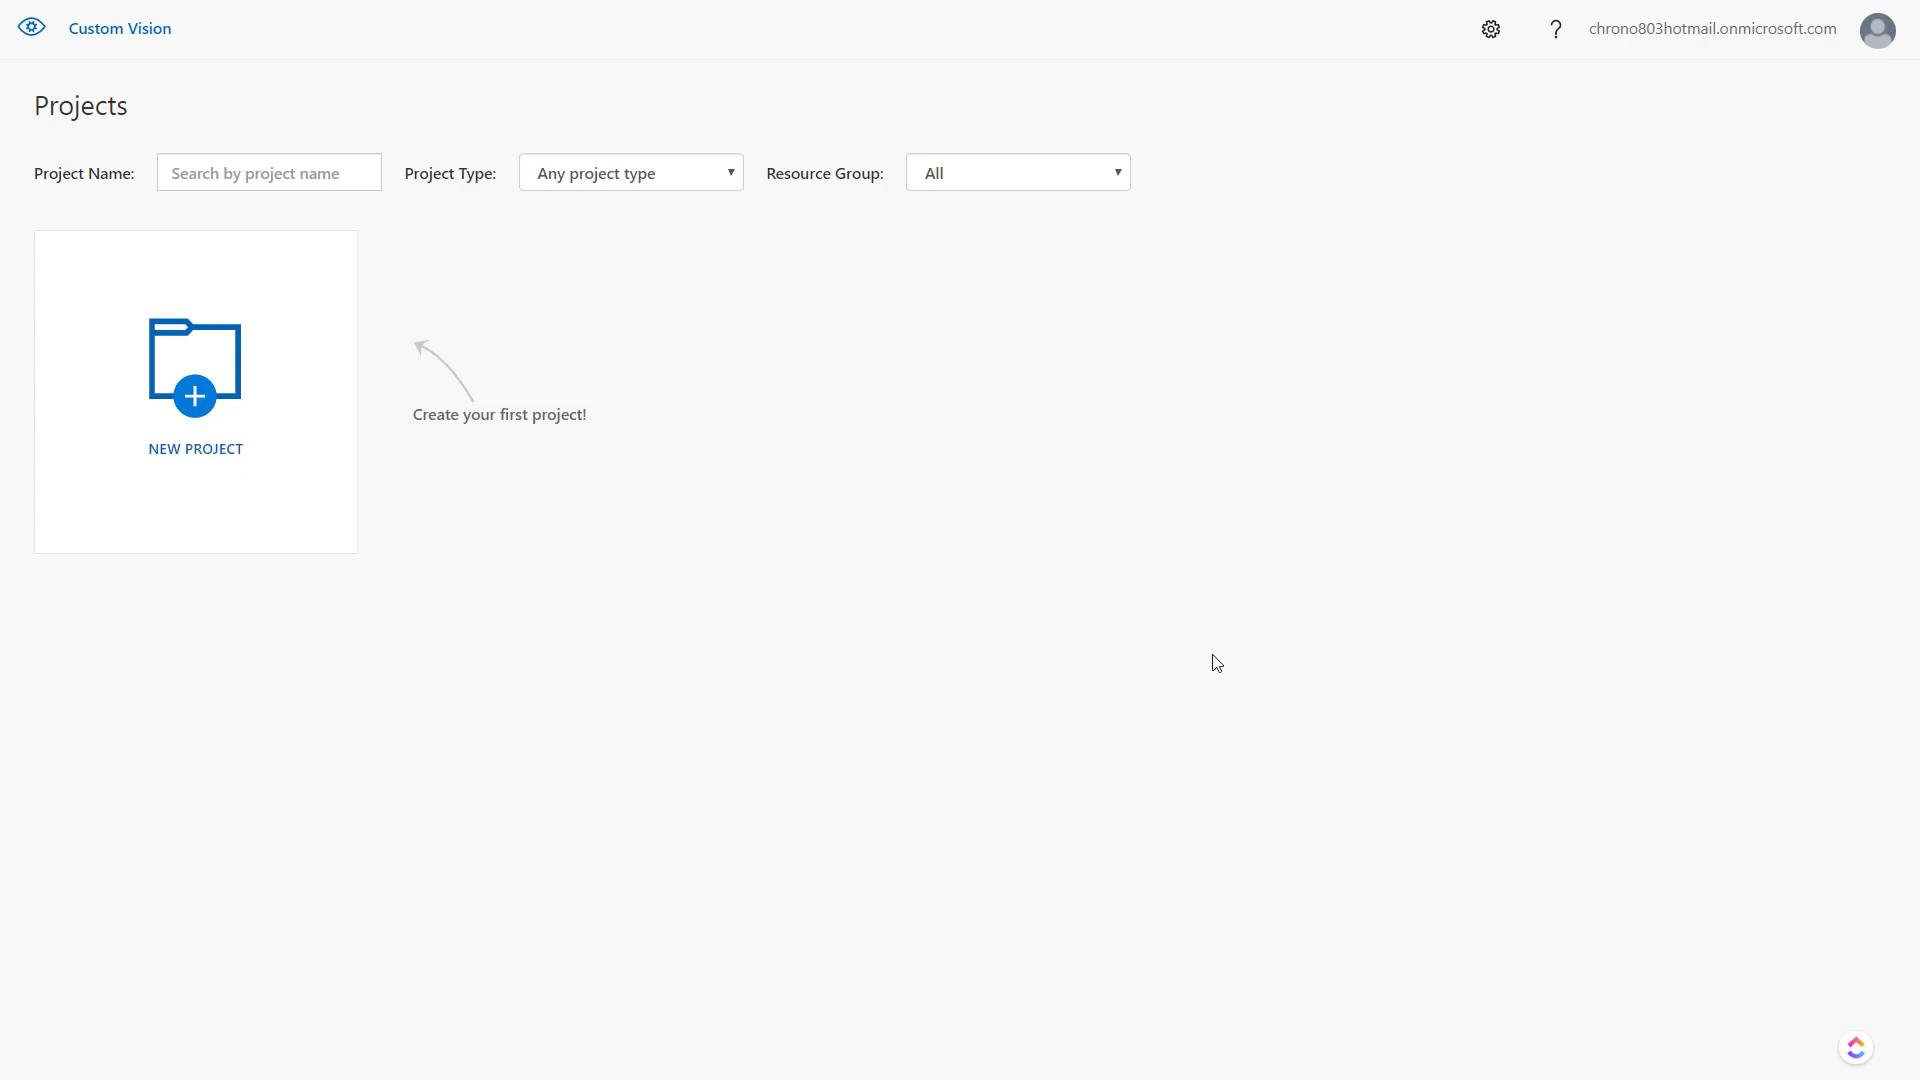 Custom Vision
? chrono803hotmail.onmicrosoft.com
Projects
Project Name: Search by project name Project Type: Any project type Resource Group: All
NEW PROJECT
Create your first project!